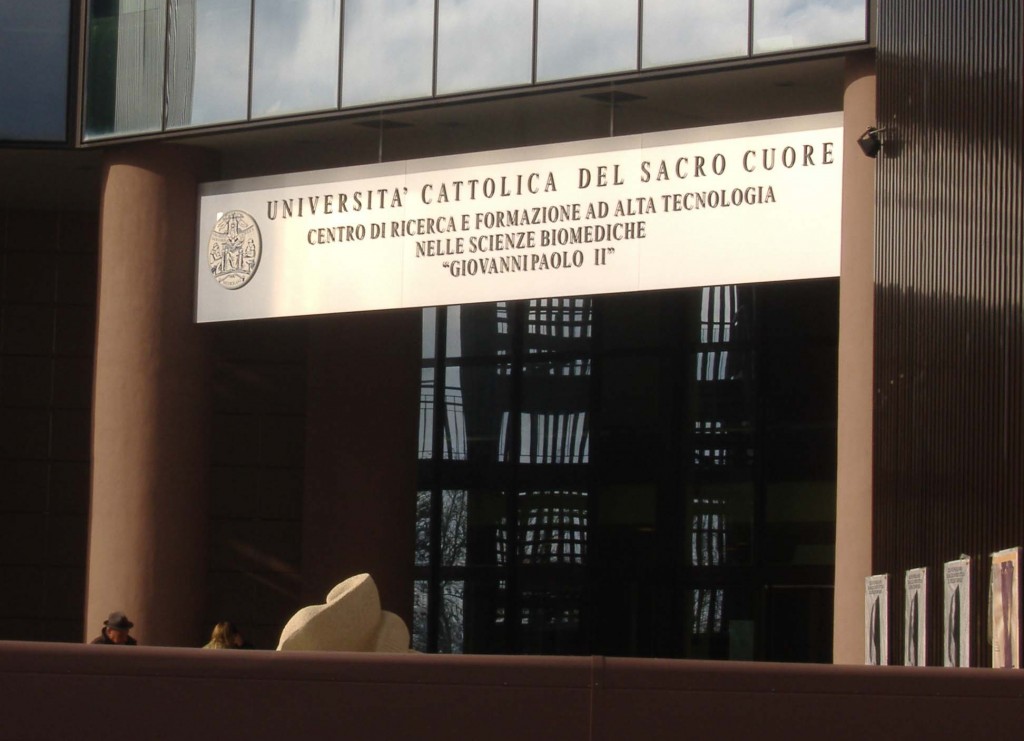 UNIVERSITA' CATTOLICA DEL SACRO CUORE
CENTRO DI RICERCA E FORMAZIONE AD ALTA TECNOLOGIA
NELLE SCIENZE BIOMEDICHE
“GIOVANNI PAOLO II”